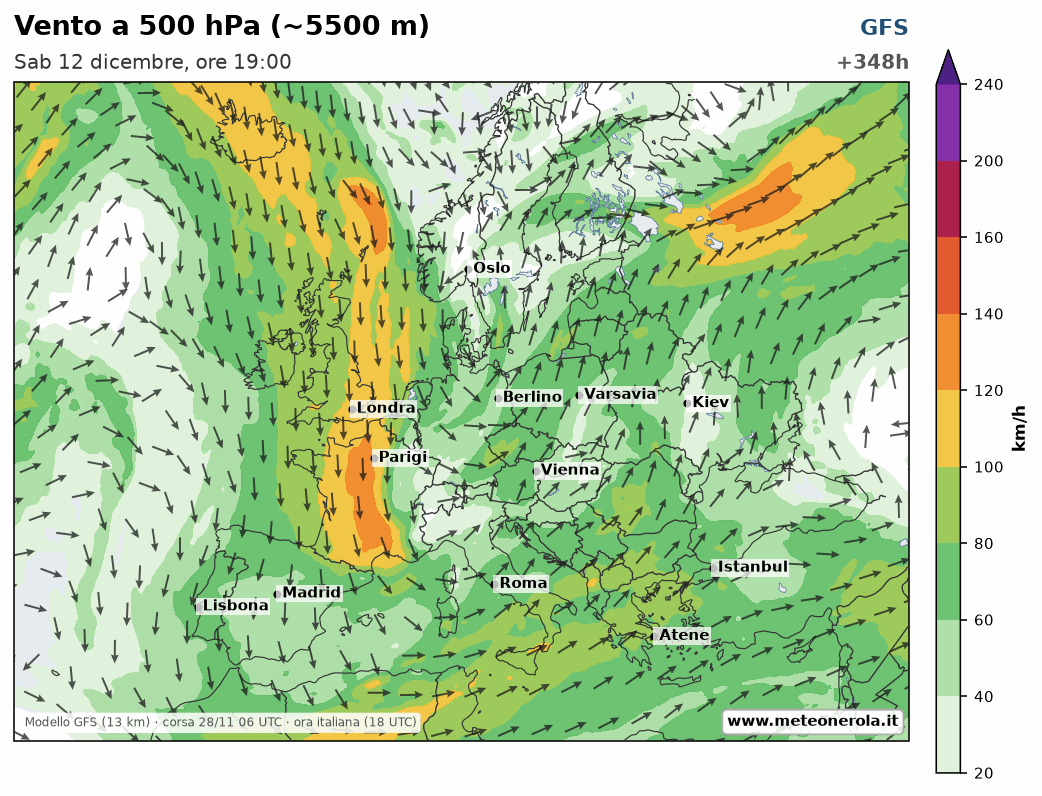 Vento a 500 hPa (~5500 m)
GFS
Sab 12 dicembre, ore 19:00
+348h
240
200
180
160
140
120
100
80
60
40
20
km/h
Oslo
Berlino
Varsavia
Kiev
Londra
Parigi
Vienna
Istanbul
Roma
Madrid
Lisbona
Atene
Modello GFS (13 km) · corsa 28/11 06 UTC · ora italiana (18 UTC)
www.meteonerola.it